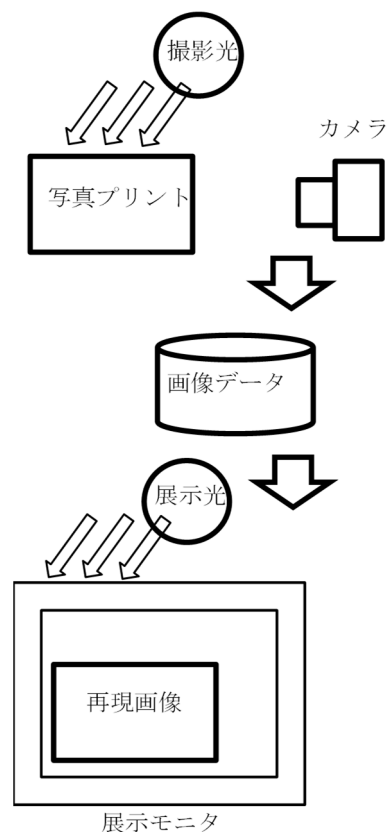 撮影光
カメラ
写真プリント
画像データ
展示光
再現画像
展示モニタ